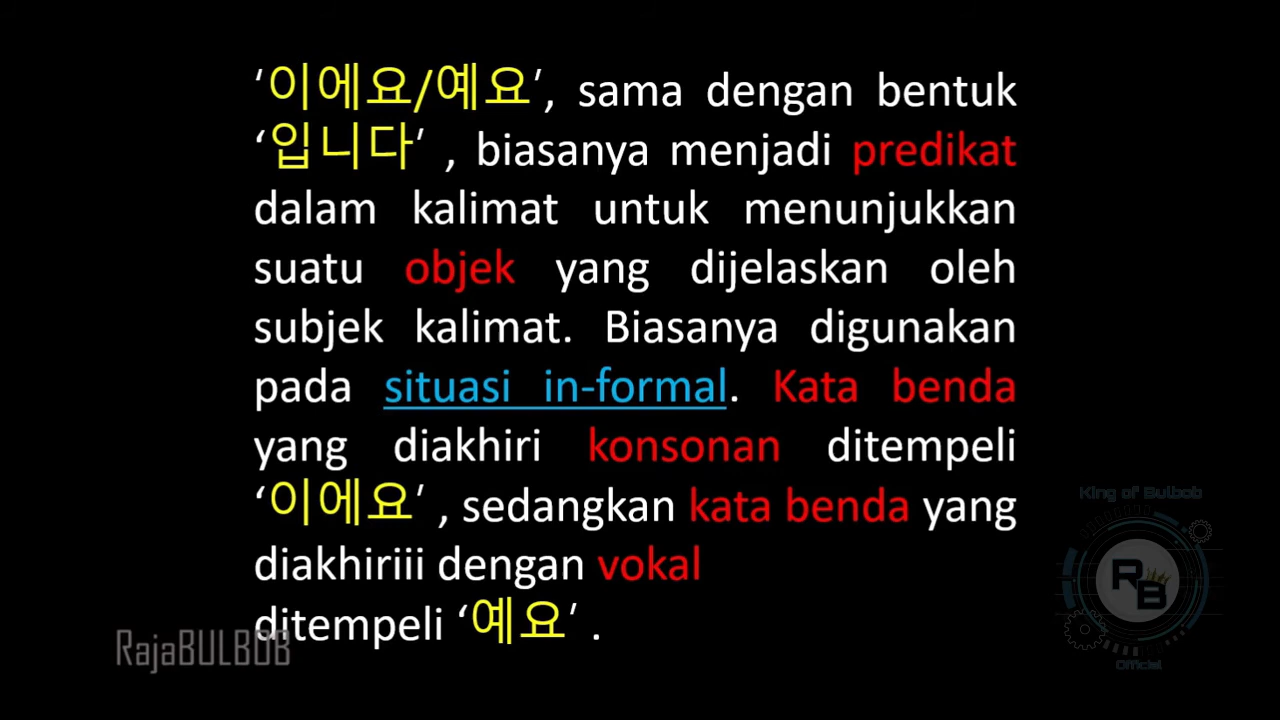 ‘이에요/예요’, sama dengan bentuk
‘입니다’ , biasanya menjadi predikat
dalam kalimat untuk menunjukkan
suatu objek yang dijelaskan oleh
subjek kalimat. Biasanya digunakan
pada situasi in-formal. Kata benda
yang diakhiri konsonan ditempeli
‘이에요’ , sedangkan kata benda yang
diakhiriii dengan vokal
ditempeli ‘예요’ .
RajaBULBOB
King of Bulbob
RB
Official